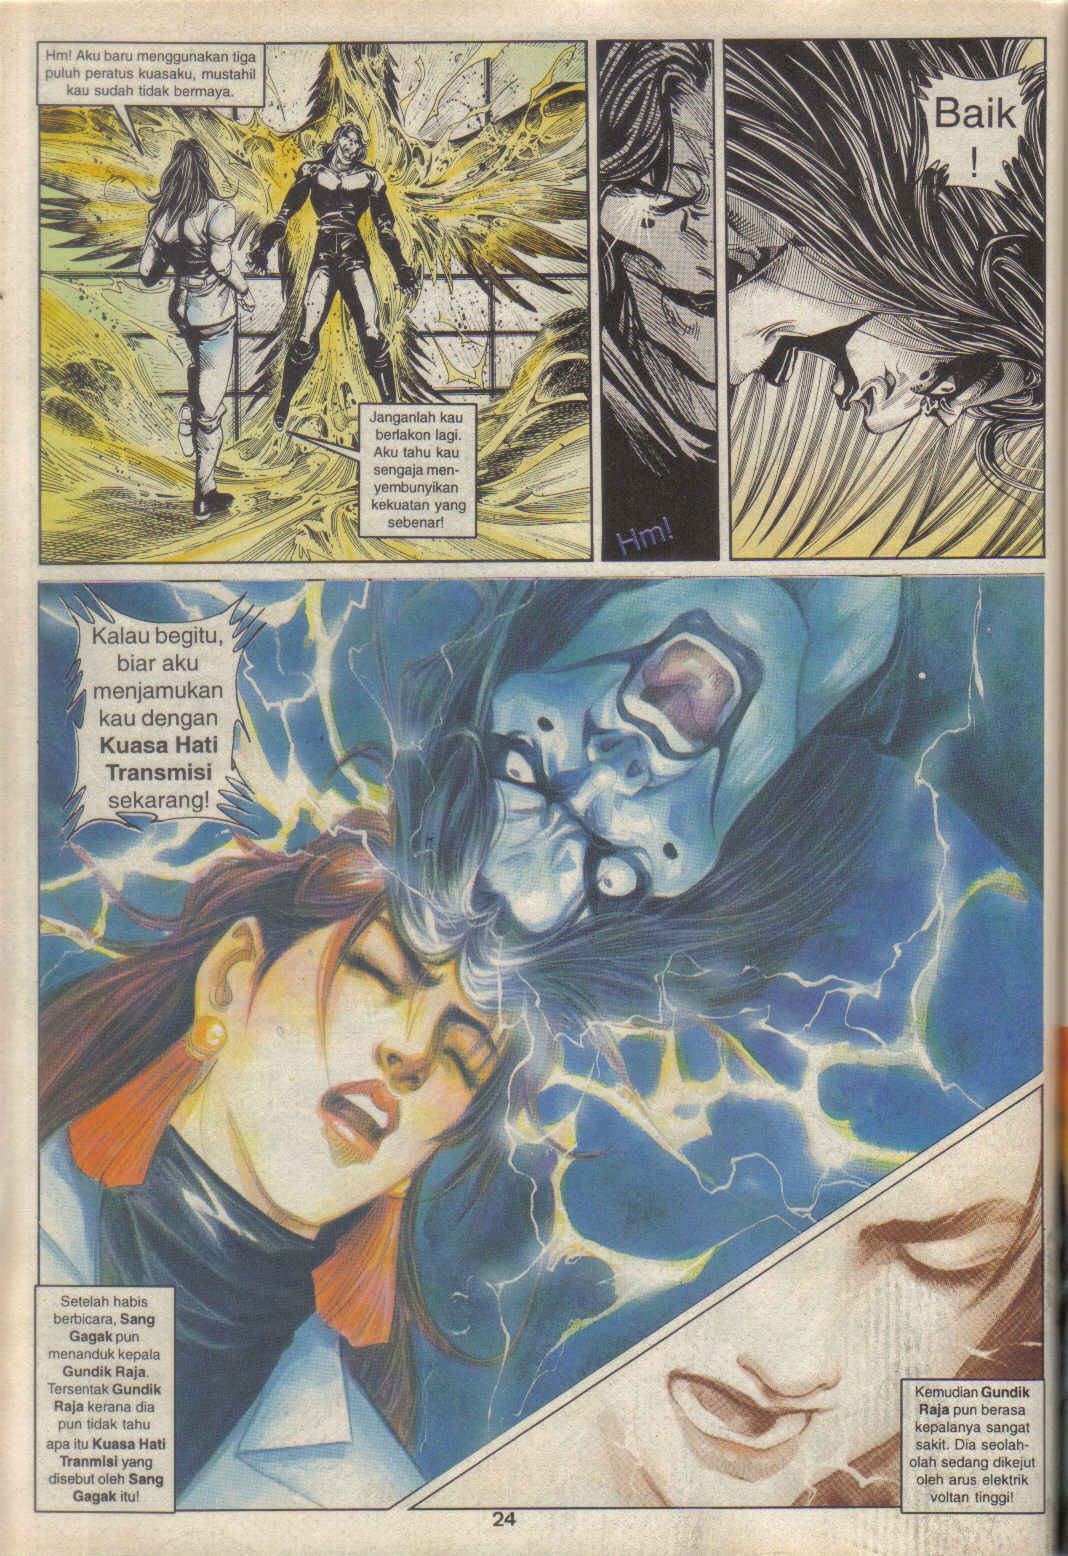 Hm! Aku baru menggunakan tiga
puluh peratus kuasaku, mustahil
kau sudah tidak bermaya.
Janganlah kau
berlakon lagi.
Aku tahu kau
sengaja men-
yembunyikan
kekuatan yang
sebenar!
Hm!
Baik
!
Kalau begitu,
biar aku
menjamukan
kau dengan
Kuasa Hati
Transmisi
sekarang!
Setelah habis
berbicara, Sang
Gagak pun
menanduk kepala
Gundik Raja.
Tersentak Gundik
Raja kerana dia
pun tidak tahu
apa itu Kuasa Hati
Tranmisi yang
disebut oleh Sang
Gagak itu!
Kemudian Gundik
Raja pun berasa
kepalanya sangat
sakit. Dia seolah-
olah sedang dikejut
oleh arus elektrik
voltan tinggi!
24